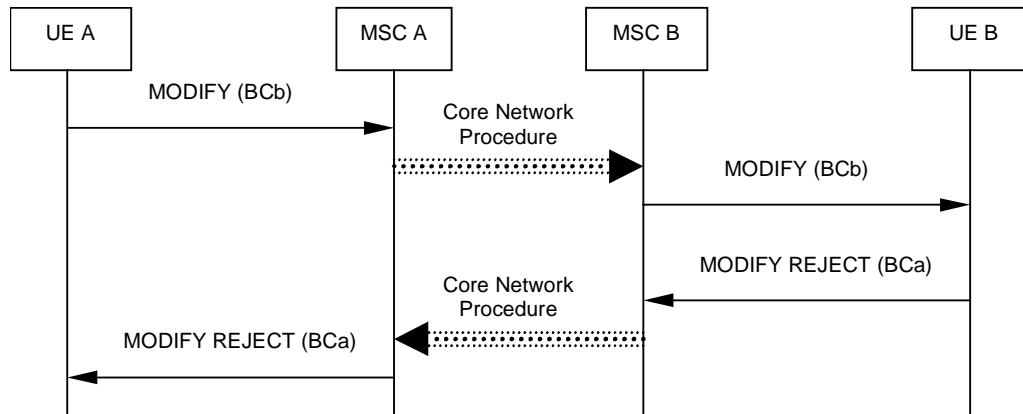 UE A
MSC A
MSC B
UE B
MODIFY (BCb)
Core Network
Procedure
MODIFY (BCb)
MODIFY REJECT (BCa)
Core Network
Procedure
MODIFY REJECT (BCa)